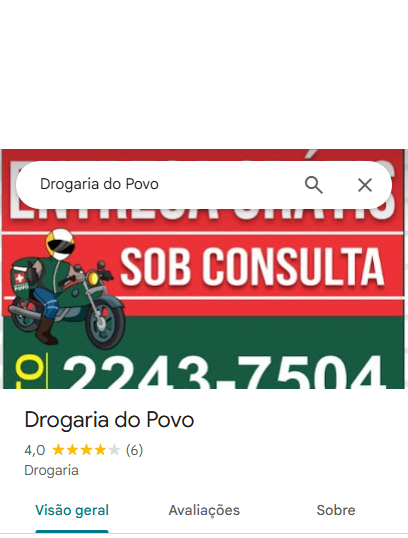 Drogaria do Povo
ENTREGA GRÁTIS
SOB CONSULTA
POVO
2243-7504
Drogaria do Povo
4,0 (6)
Drogaria
Visão geral Avaliações Sobre